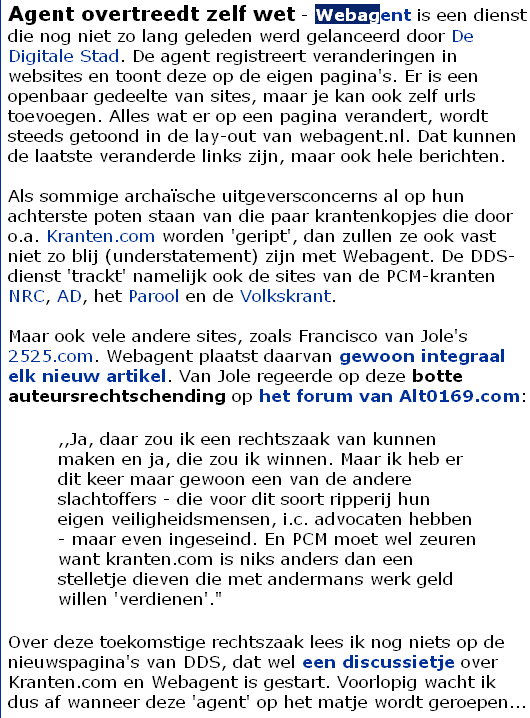 Agent overtreedt zelf wet - Webagent is een dienst
die nog niet zo lang geleden werd gelanceerd door De
Digitale Stad. De agent registreert veranderingen in
websites en toont deze op de eigen pagina's. Er is een
openbaar gedeelte van sites, maar je kan ook zelf urls
toevoegen. Alles wat er op een pagina verandert, wordt
steeds getoond in de lay-out van webagent.nl. Dat kunnen
de laatste veranderde links zijn, maar ook hele berichten.

Als sommige archaïsche uitgeversconcerns al op hun
achterste poten staan van die paar krantenkopjes die door
o.a. Kranten.com worden 'geript', dan zullen ze ook vast
niet zo blij (understatement) zijn met Webagent. De DDS-
dienst 'trackt' namelijk ook de sites van de PCM-kranten
NRC, AD, het Parool en de Volkskrant.

Maar ook vele andere sites, zoals Francisco van Jole's
2525.com. Webagent plaatst daarvan gewoon integraal
elk nieuw artikel. Van Jole regeerde op deze botte
auteursrechtschending op het forum van Alt0169.com:

,,Ja, daar zou ik een rechtszaak van kunnen
maken en ja, die zou ik winnen. Maar ik heb er
dit keer maar gewoon een van de andere
slachtoffers - die voor dit soort ripperij hun
eigen veiligheidsmensen, i.c. advocaten hebben
- maar even ingeseind. En PCM moet wel zeuren
want kranten.com is niks anders dan een
stelletje dieven die met andermans werk geld
willen 'verdienen'."

Over deze toekomstige rechtszaak lees ik nog niets op de
nieuwspagina's van DDS, dat wel een discussietje over
Kranten.com en Webagent is gestart. Voorlopig wacht ik
dus af wanneer deze 'agent' op het matje wordt geroepen...